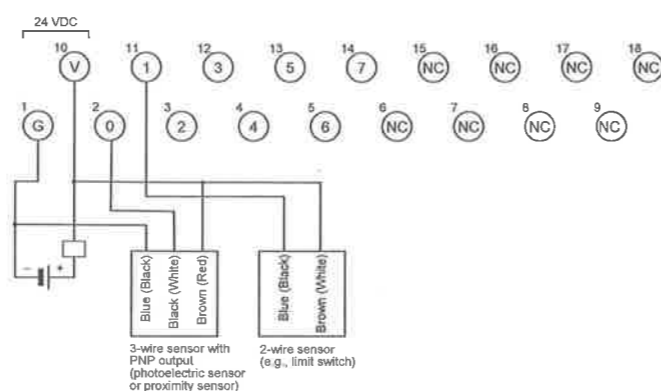 24 VDC
10 11 12 13 14 15 16 17 18
V 1 3 5 7 NC NC NC NC
1 2 3 4 5 6 7 8 9
G 0 2 4 6 NC NC NC NC
− +
Blue (Black)
Black (White)
Brown (Red)
Blue (Black)
Brown (White)
3-wire sensor with
PNP output
(photoelectric sensor
or proximity sensor)
2-wire sensor
(e.g., limit switch)